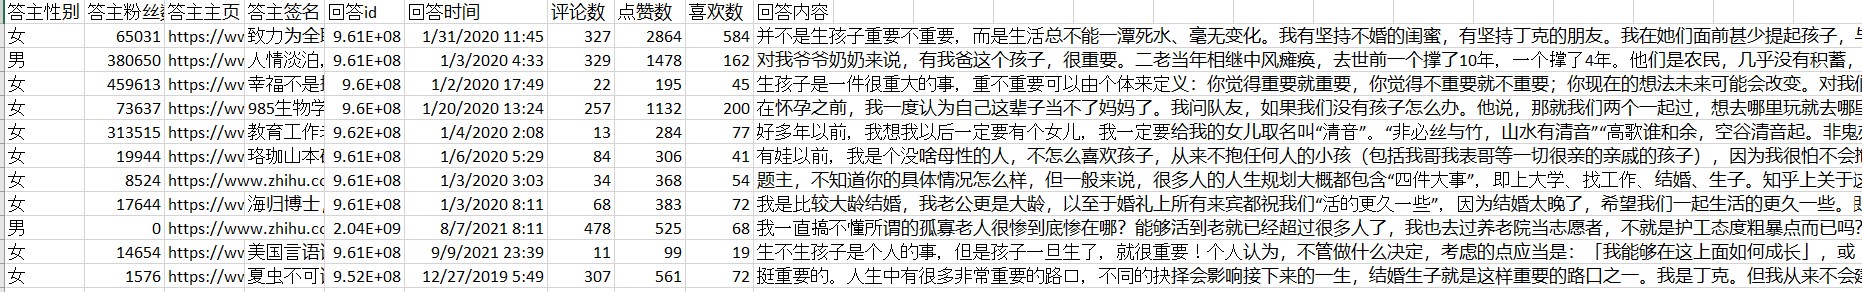 答主性别 答主粉丝数 答主主页 答主签名 回答id 回答时间 评论数 点赞数 喜欢数 回答内容
女 65031 https://ww 致力为全 9.61E+08 1/31/2020 11:45 327 2864 584 并不是生孩子重要不重要，而是生活总不能一潭死水、毫无变化。我有坚持不婚的闺蜜，有坚持丁克的朋友。我在她们面前甚少提起孩子，
男 380650 https://ww 人情淡泊， 9.61E+08 1/3/2020 4:33 329 1478 162 对我爷爷奶奶来说，有我爸这个孩子，很重要。二老当年相继中风瘫痪，去世前一个撑了10年，一个撑了4年。他们是农民，几乎没有积蓄，
女 459613 https://ww 幸福不是 9.6E+08 1/2/2020 17:49 22 195 45 生孩子是一件很重大的事，重不重要可以由个体来定义：你觉得重要就重要，你觉得不重要就不重要；你现在的想法未来可能会改变。对我们
女 73637 https://ww 985生物学 9.6E+08 1/20/2020 13:24 257 1132 200 在怀孕之前，我一度认为自己这辈子当不了妈妈了。我问队友，如果我们没有孩子怎么办。他说，那就我们两个一起过，想去哪里玩就去哪
女 313515 https://ww 教育工作 9.62E+08 1/4/2020 2:08 13 284 77 好多年以前，我想我以后一定要有个女儿，我一定要给我的女儿取名叫“清音”。“非必丝与竹，山水有清音”“高歌谁和余，空谷清音起。非鬼
女 19944 https://ww 珞珈山本 9.61E+08 1/6/2020 5:29 84 306 41 有娃以前，我是个没啥母性的人，不怎么喜欢孩子，从来不抱任何人的小孩（包括我哥我表哥等一切很亲的亲戚的孩子），因为我很怕不会
女 8524 https://www.zhihu.co 9.61E+08 1/3/2020 3:03 34 368 54 题主，不知道你的具体情况怎么样，但一般来说，很多人的人生规划大概都包含“四件大事”，即上大学、找工作、结婚、生子。知乎上关于
女 17644 https://ww 海归博士， 9.61E+08 1/3/2020 8:11 68 383 72 我是比较大龄结婚，我老公更是大龄，以至于婚礼上所有来宾都祝我们“活的更久一些”，因为结婚太晚了，希望我们一起生活的更久一些。
男 0 https://www.zhihu.co 2.04E+09 8/7/2021 8:11 478 525 68 我一直搞不懂所谓的孤寡老人很惨到底惨在哪？能够活到老就已经超过很多人了，我也去过养老院当志愿者，不就是护工态度粗暴点而已吗？
女 14654 https://ww 美国言语 9.61E+08 9/9/2021 23:39 11 99 19 生不生孩子是个人的事，但是孩子一旦生了，就很重要！个人认为，不管做什么决定，考虑的点应当是：「我能够在这上面如何成长」，或
女 1576 https://ww 夏虫不可 9.52E+08 12/27/2019 5:49 307 561 72 挺重要的。人生中有很多非常重要的路口，不同的抉择会影响接下来的一生，结婚生子就是这样重要的路口之一。我是丁克。但我从来不会